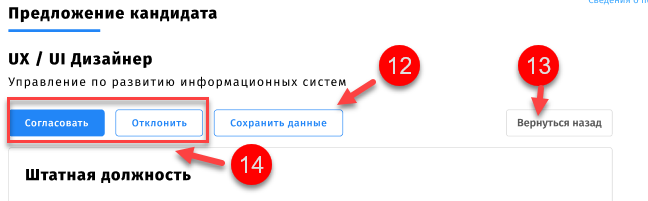 Предложение кандидата
UX / UI Дизайнер
Управление по развитию информационных систем
12
13
Согласовать Отклонить Сохранить данные Вернуться назад
14
Штатная должность